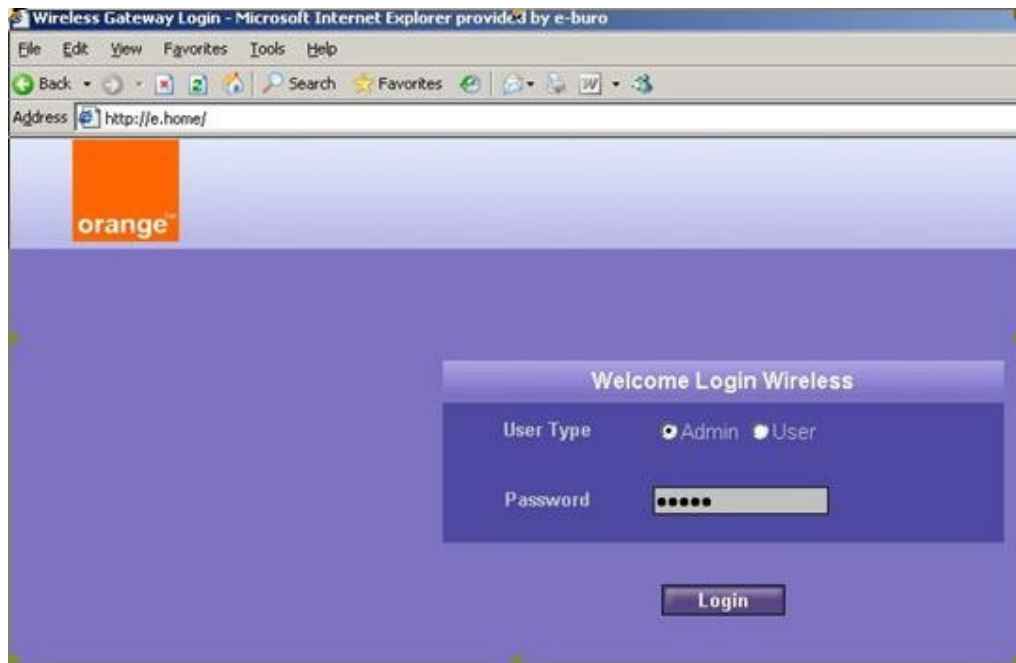 Wireless Gateway Login - Microsoft Internet Explorer provided by e-buro
File Edit View Favorites Tools Help
Back Search Favorites
Address http://e.home/
orange™
Welcome Login Wireless
User Type Admin User
Password •••••
Login